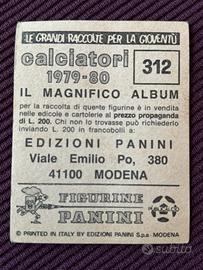 LE GRANDI RACCOLTE PER LA GIOVENTÙ
calciatori
1979-80
312
IL MAGNIFICO ALBUM
per la raccolta di queste figurine è in vendita
nelle edicole e cartolerie al prezzo propaganda
di L. 200. Chi non lo trovasse può richiederlo
inviando L. 200 in francobolli a:
EDIZIONI PANINI
Viale Emilio Po, 380
41100 MODENA
FIGURINE
PANINI
© PRINTED IN ITALY BY EDIZIONI PANINI S.p.a - MODENA
subito